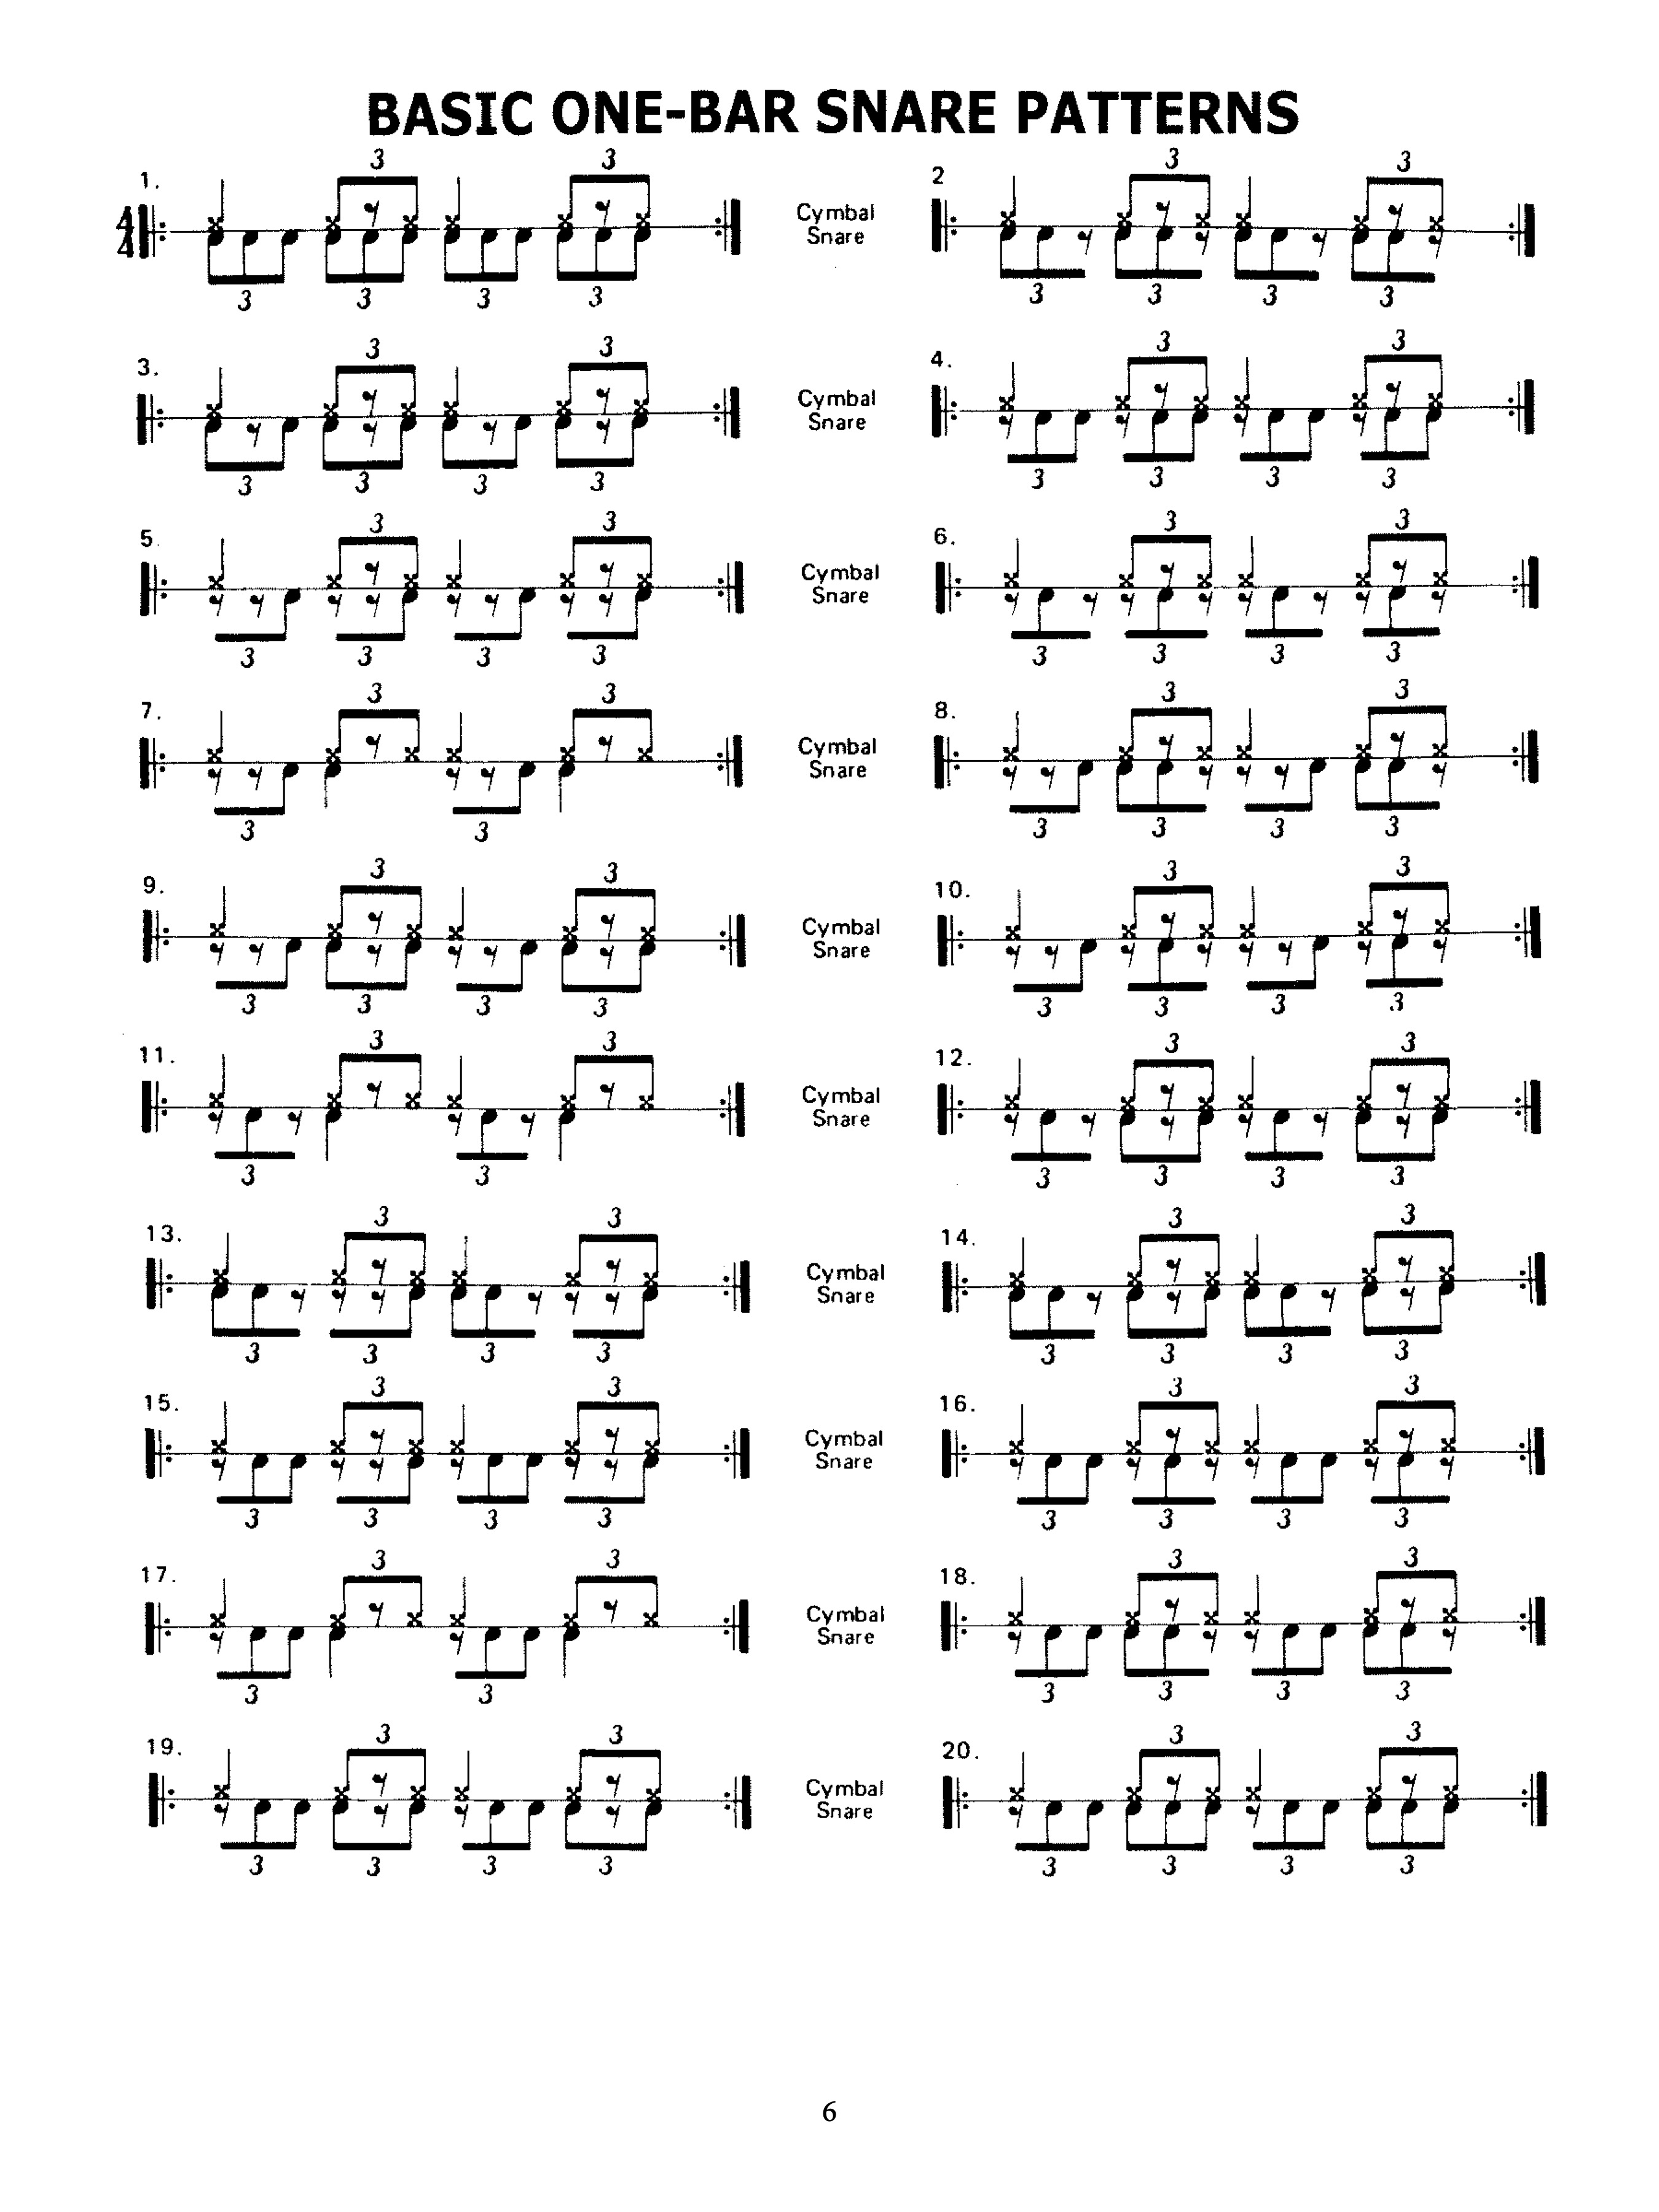 BASIC ONE-BAR SNARE PATTERNS
3 3 3 3
1. 2
4 Cymbal
4 Snare
3 3 3 3 3 3 3 3
3 3 3 3
3. 4.
Cymbal
Snare
3 3 3 3 3 3 3 3
3 3 3 3
5. 6.
Cymbal
Snare
3 3 3 3 3 3 3 3
3 3 3 3
7. 8.
Cymbal
Snare
3 3 3 3 3 3
3 3 3 3
9. 10.
Cymbal
Snare
3 3 3 3 3 3 3 3
3 3 3 3
11. 12.
Cymbal
Snare
3 3 3 3 3 3
3 3 3 3
13. 14.
Cymbal
Snare
3 3 3 3 3 3 3 3
3 3 3 3
15. 16.
Cymbal
Snare
3 3 3 3 3 3 3 3
3 3 3 3
17. 18.
Cymbal
Snare
3 3 3 3 3 3
3 3 3 3
19. 20.
Cymbal
Snare
3 3 3 3 3 3 3 3
6